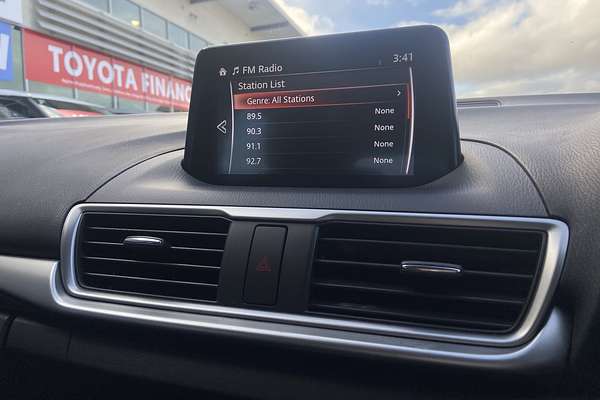 TOYOTA FINANC
FM Radio 3:41
Station List
Genre: All Stations
89.5 None
90.3 None
91.1 None
92.7 None